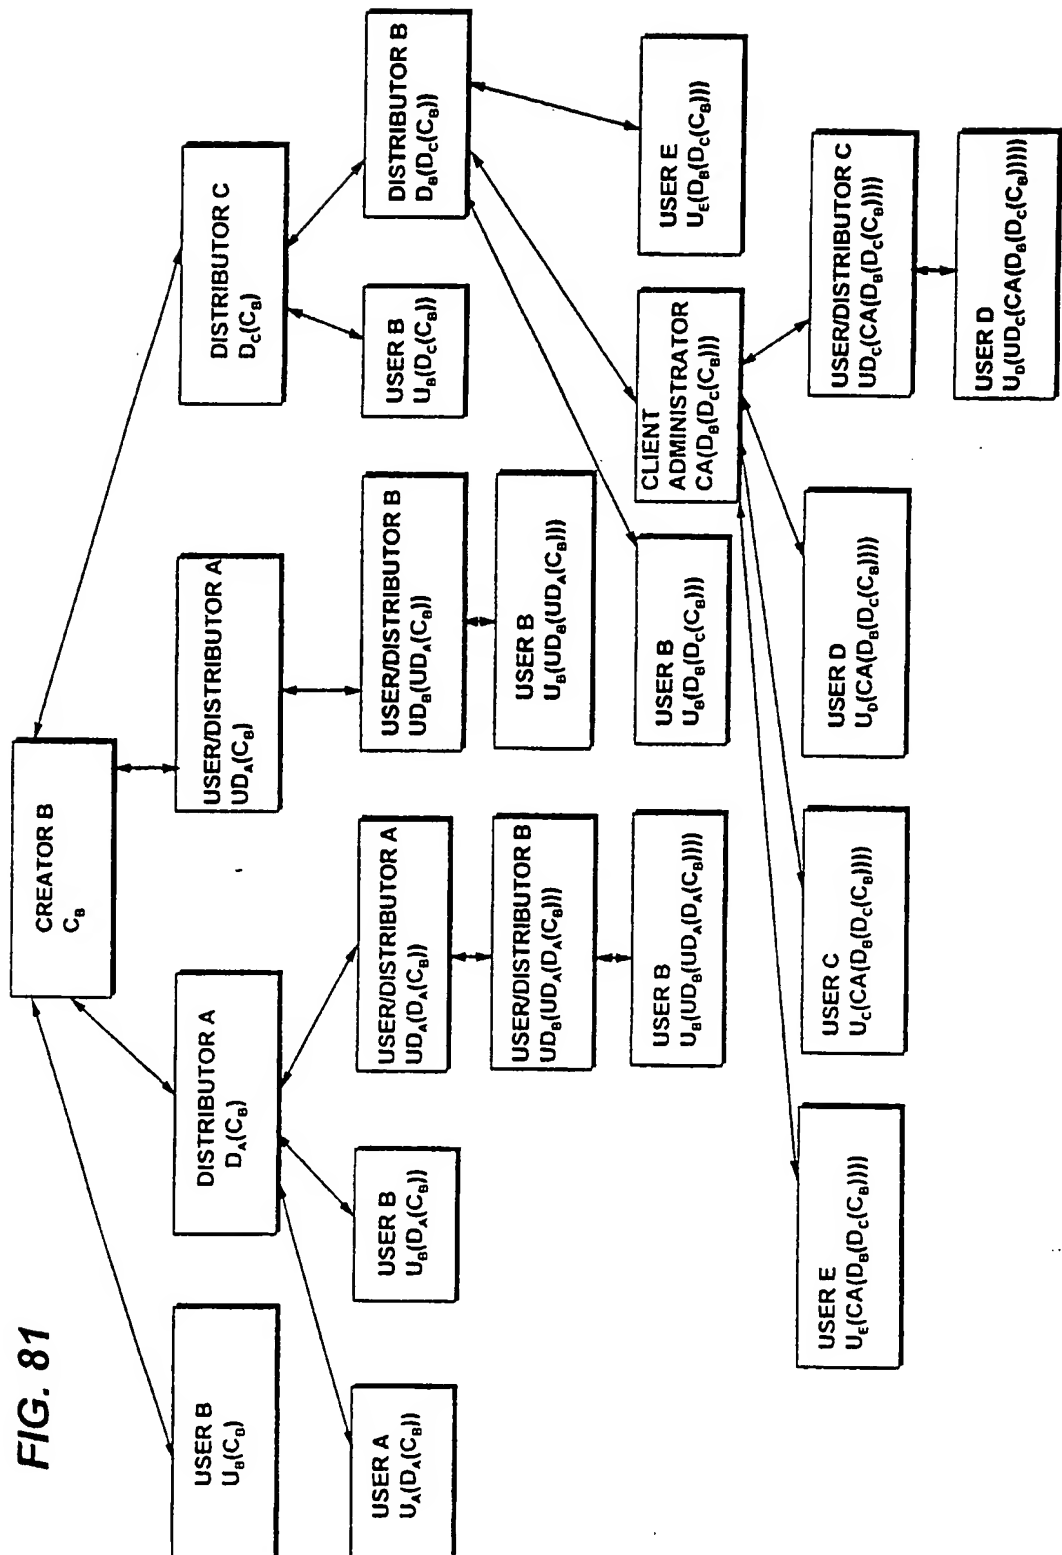 FIG. 81
CREATOR B
C_B
USER B
U_B(C_B)
DISTRIBUTOR A
D_A(C_B)
USER/DISTRIBUTOR A
UD_A(C_B)
DISTRIBUTOR C
D_C(C_B)
USER A
U_A(D_A(C_B))
USER B
U_B(D_A(C_B))
USER/DISTRIBUTOR A
UD_A(D_A(C_B))
USER/DISTRIBUTOR B
UD_B(UD_A(C_B))
USER B
U_B(D_C(C_B))
DISTRIBUTOR B
D_B(D_C(C_B))
USER/DISTRIBUTOR B
UD_B(UD_A(D_A(C_B)))
USER B
U_B(UD_B(UD_A(C_B)))
USER B
U_B(UD_B(UD_A(D_A(C_B))))
USER B
U_B(D_B(D_C(C_B)))
CLIENT
ADMINISTRATOR
CA(D_B(D_C(C_B)))
USER E
U_E(D_B(D_C(C_B)))
USER E
U_E(CA(D_B(D_C(C_B))))
USER C
U_C(CA(D_B(D_C(C_B))))
USER D
U_D(CA(D_B(D_C(C_B))))
USER/DISTRIBUTOR C
UD_C(CA(D_B(D_C(C_B))))
USER D
U_D(UD_C(CA(D_B(D_C(C_B)))))